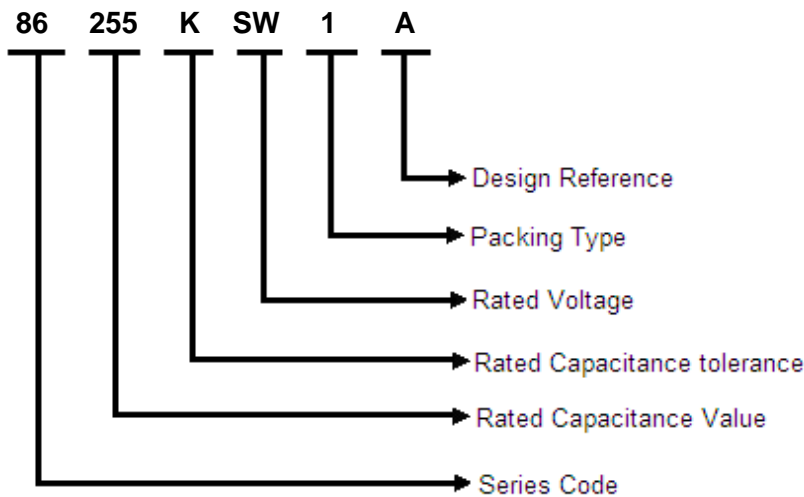 86 255 K SW 1 A
Design Reference
Packing Type
Rated Voltage
Rated Capacitance tolerance
Rated Capacitance Value
Series Code